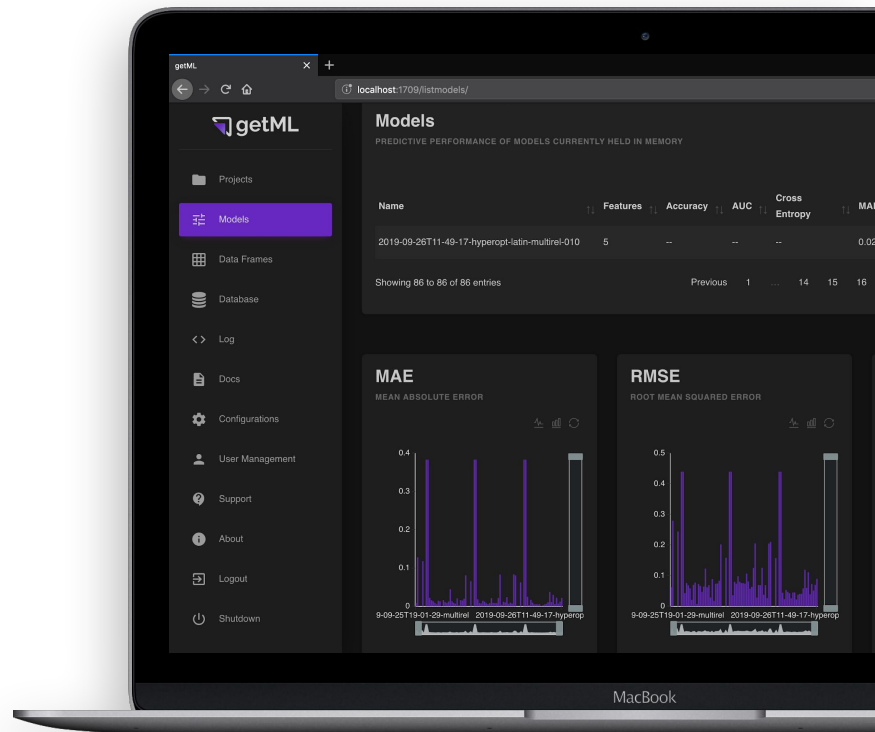 getML
localhost:1709/listmodels/
getML
Projects
Models
Data Frames
Database
Log
Docs
Configurations
User Management
Support
About
Logout
Shutdown
Models
PREDICTIVE PERFORMANCE OF MODELS CURRENTLY HELD IN MEMORY
Name Features Accuracy AUC Cross Entropy MAE
2019-09-26T11-49-17-hyperopt-latin-multirel-010 5 -- -- -- 0.02
Showing 86 to 86 of 86 entries Previous 1 ... 14 15 16
MAE
MEAN ABSOLUTE ERROR
0.4
0.3
0.2
0.1
0
9-09-25T19-01-29-multirel 2019-09-26T11-49-17-hyperop
RMSE
ROOT MEAN SQUARED ERROR
0.5
0.4
0.3
0.2
0.1
0
9-09-25T19-01-29-multirel 2019-09-26T11-49-17-hyperop
MacBook